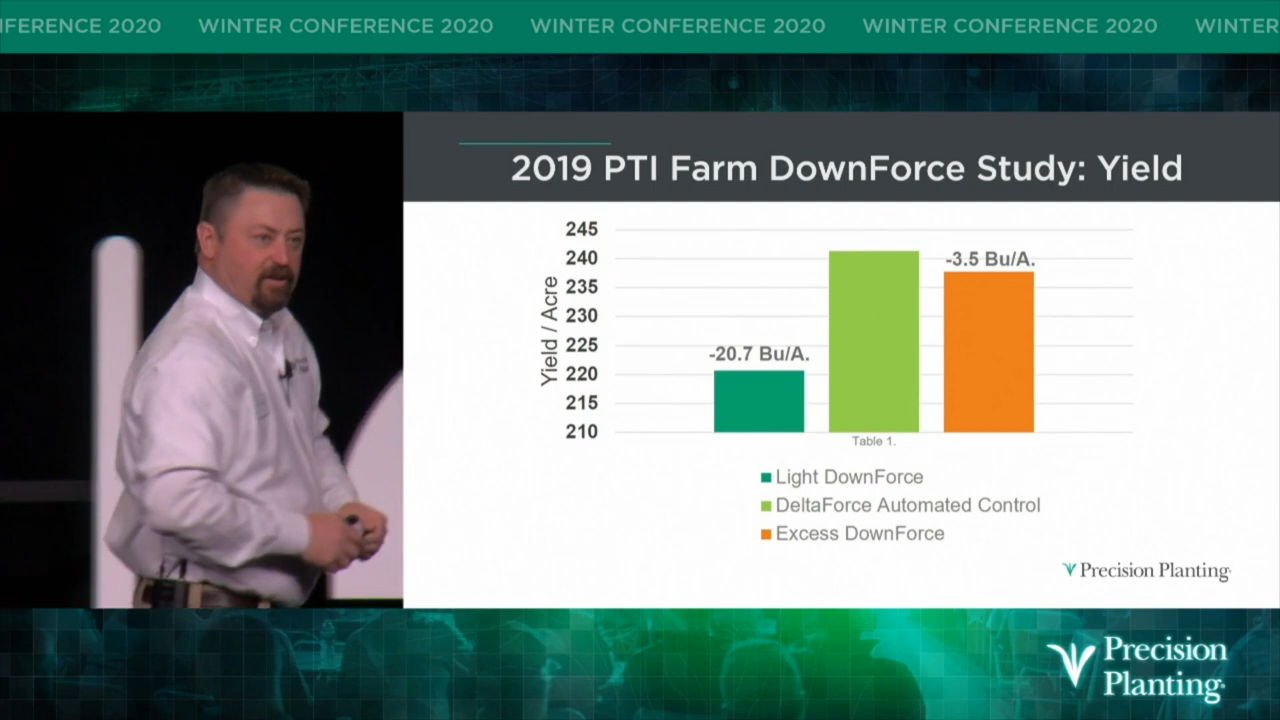 FERENCE 2020 WINTER CONFERENCE 2020 WINTER CONFERENCE 2020 WINTER CONFERENCE 2020 WINTER
2019 PTI Farm DownForce Study: Yield
Yield / Acre
245
240
235
230
225
220
215
210
-20.7 Bu/A.
-3.5 Bu/A.
Table 1.
Light DownForce
DeltaForce Automated Control
Excess DownForce
Precision Planting
Precision
Planting